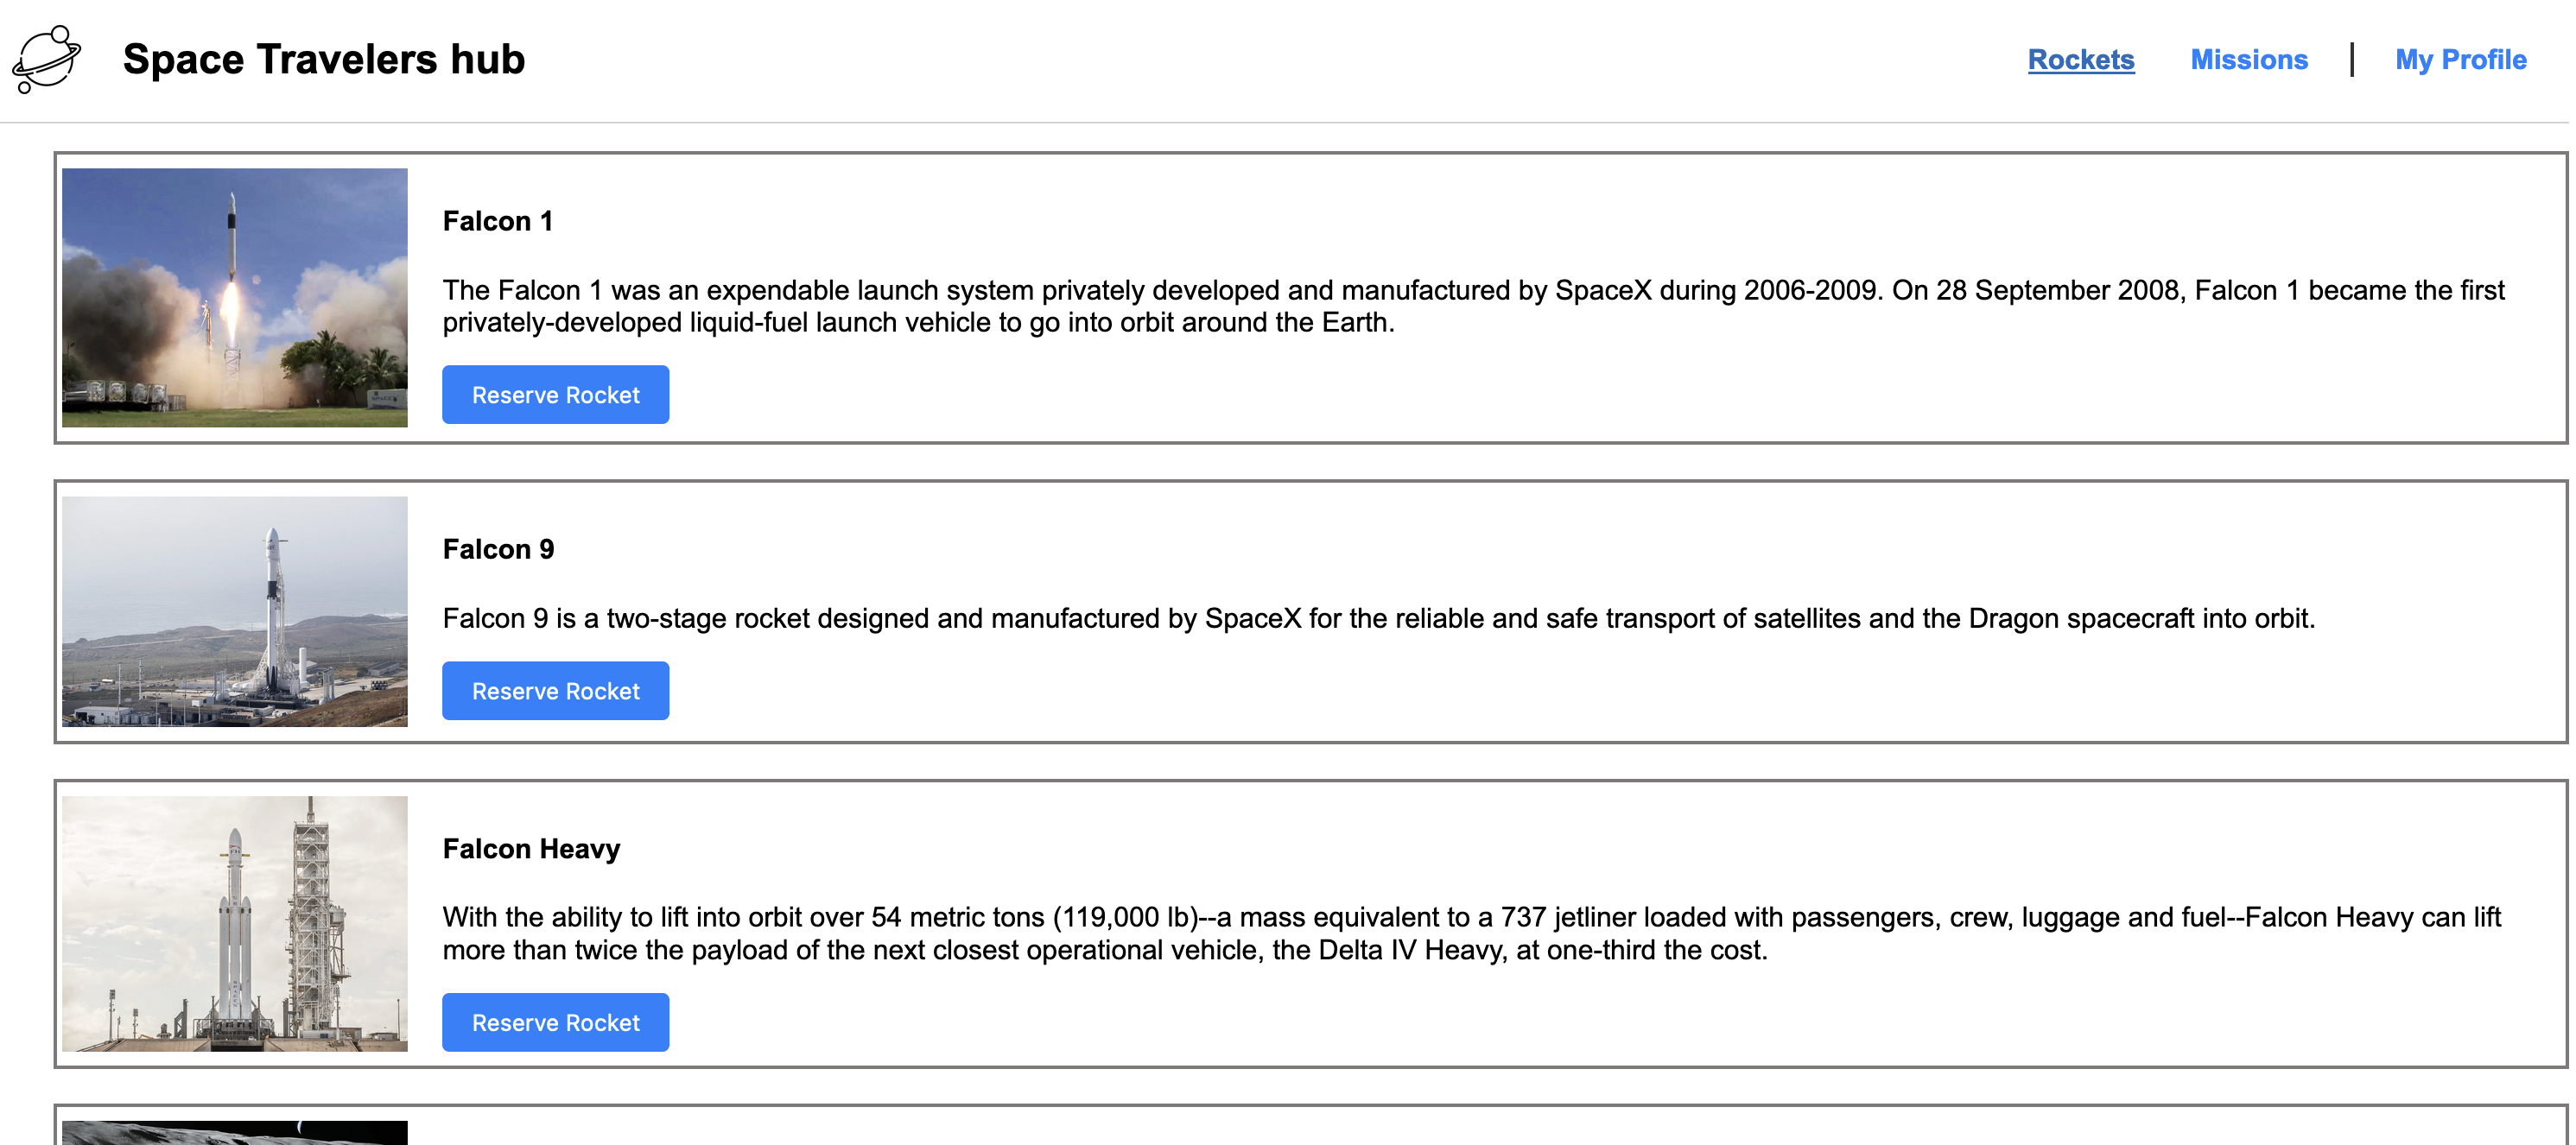 Space Travelers hub
Rockets Missions | My Profile
Falcon 1
The Falcon 1 was an expendable launch system privately developed and manufactured by SpaceX during 2006-2009. On 28 September 2008, Falcon 1 became the first
privately-developed liquid-fuel launch vehicle to go into orbit around the Earth.
Reserve Rocket
Falcon 9
Falcon 9 is a two-stage rocket designed and manufactured by SpaceX for the reliable and safe transport of satellites and the Dragon spacecraft into orbit.
Reserve Rocket
Falcon Heavy
With the ability to lift into orbit over 54 metric tons (119,000 lb)--a mass equivalent to a 737 jetliner loaded with passengers, crew, luggage and fuel--Falcon Heavy can lift
more than twice the payload of the next closest operational vehicle, the Delta IV Heavy, at one-third the cost.
Reserve Rocket